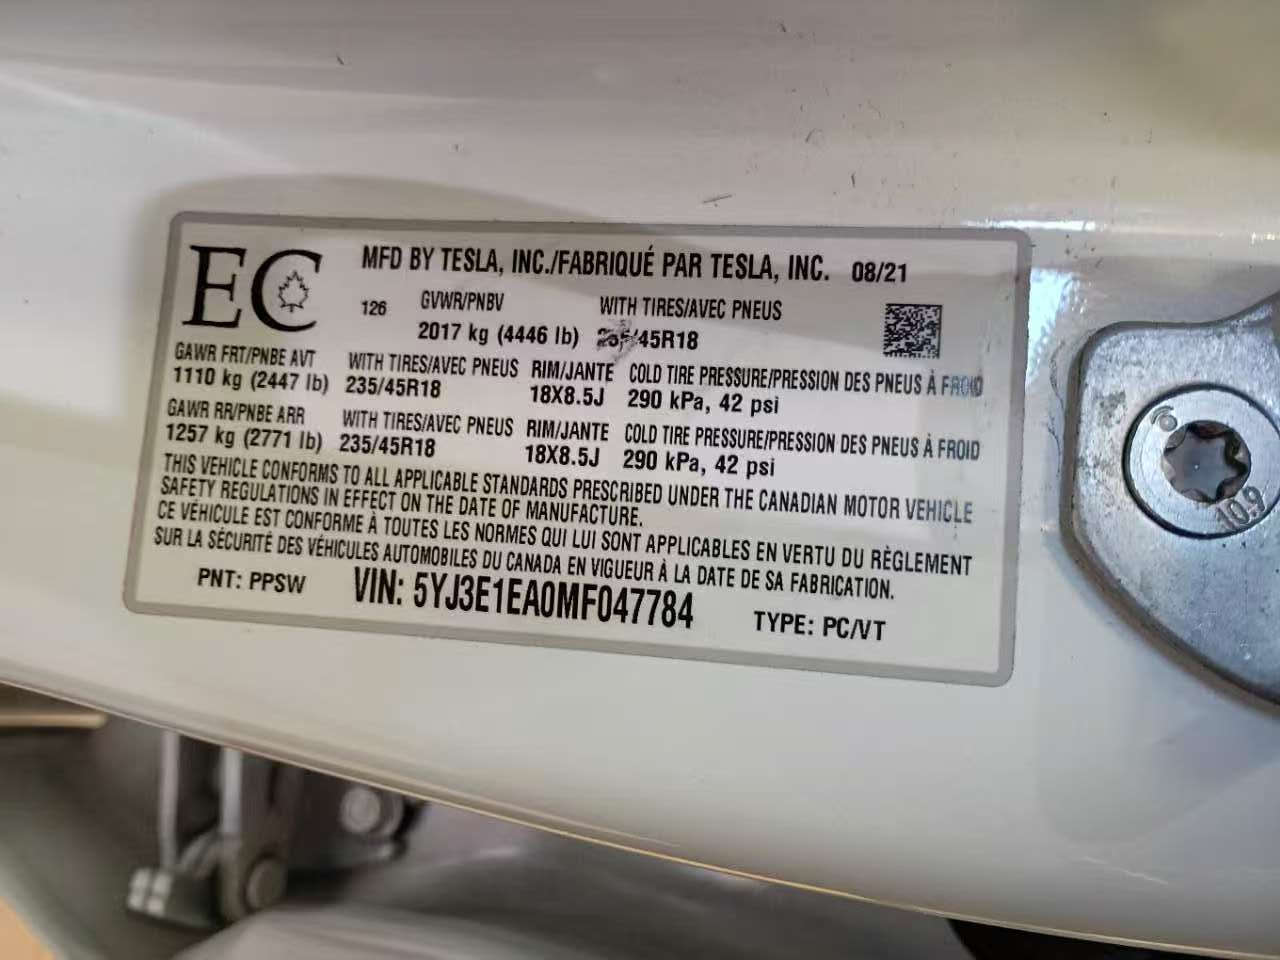 EC
MFD BY TESLA, INC./FABRIQUÉ PAR TESLA, INC. 08/21
126 GVWR/PNBV WITH TIRES/AVEC PNEUS
2017 kg (4446 lb) 235/45R18
GAWR FRT/PNBE AVT WITH TIRES/AVEC PNEUS RIM/JANTE COLD TIRE PRESSURE/PRESSION DES PNEUS À FROID
1110 kg (2447 lb) 235/45R18 18X8.5J 290 kPa, 42 psi
GAWR RR/PNBE ARR WITH TIRES/AVEC PNEUS RIM/JANTE COLD TIRE PRESSURE/PRESSION DES PNEUS À FROID
1257 kg (2771 lb) 235/45R18 18X8.5J 290 kPa, 42 psi
THIS VEHICLE CONFORMS TO ALL APPLICABLE STANDARDS PRESCRIBED UNDER THE CANADIAN MOTOR VEHICLE
SAFETY REGULATIONS IN EFFECT ON THE DATE OF MANUFACTURE.
CE VÉHICULE EST CONFORME À TOUTES LES NORMES QUI LUI SONT APPLICABLES EN VERTU DU RÈGLEMENT
SUR LA SÉCURITÉ DES VÉHICULES AUTOMOBILES DU CANADA EN VIGUEUR À LA DATE DE SA FABRICATION.
PNT: PPSW VIN: 5YJ3E1EA0MF047784 TYPE: PC/VT
10.9